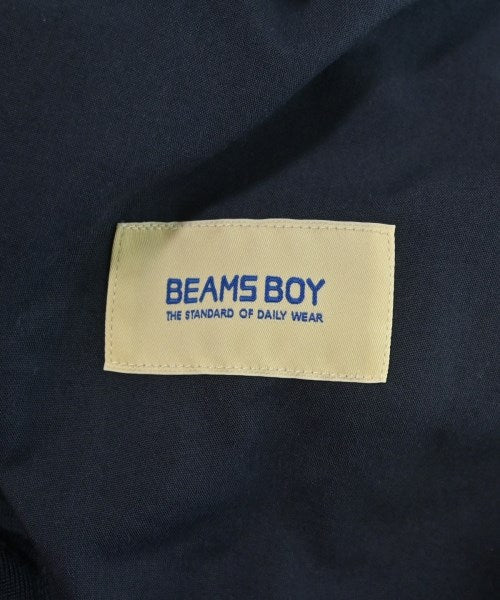 BEAMS BOY
THE STANDARD OF DAILY WEAR